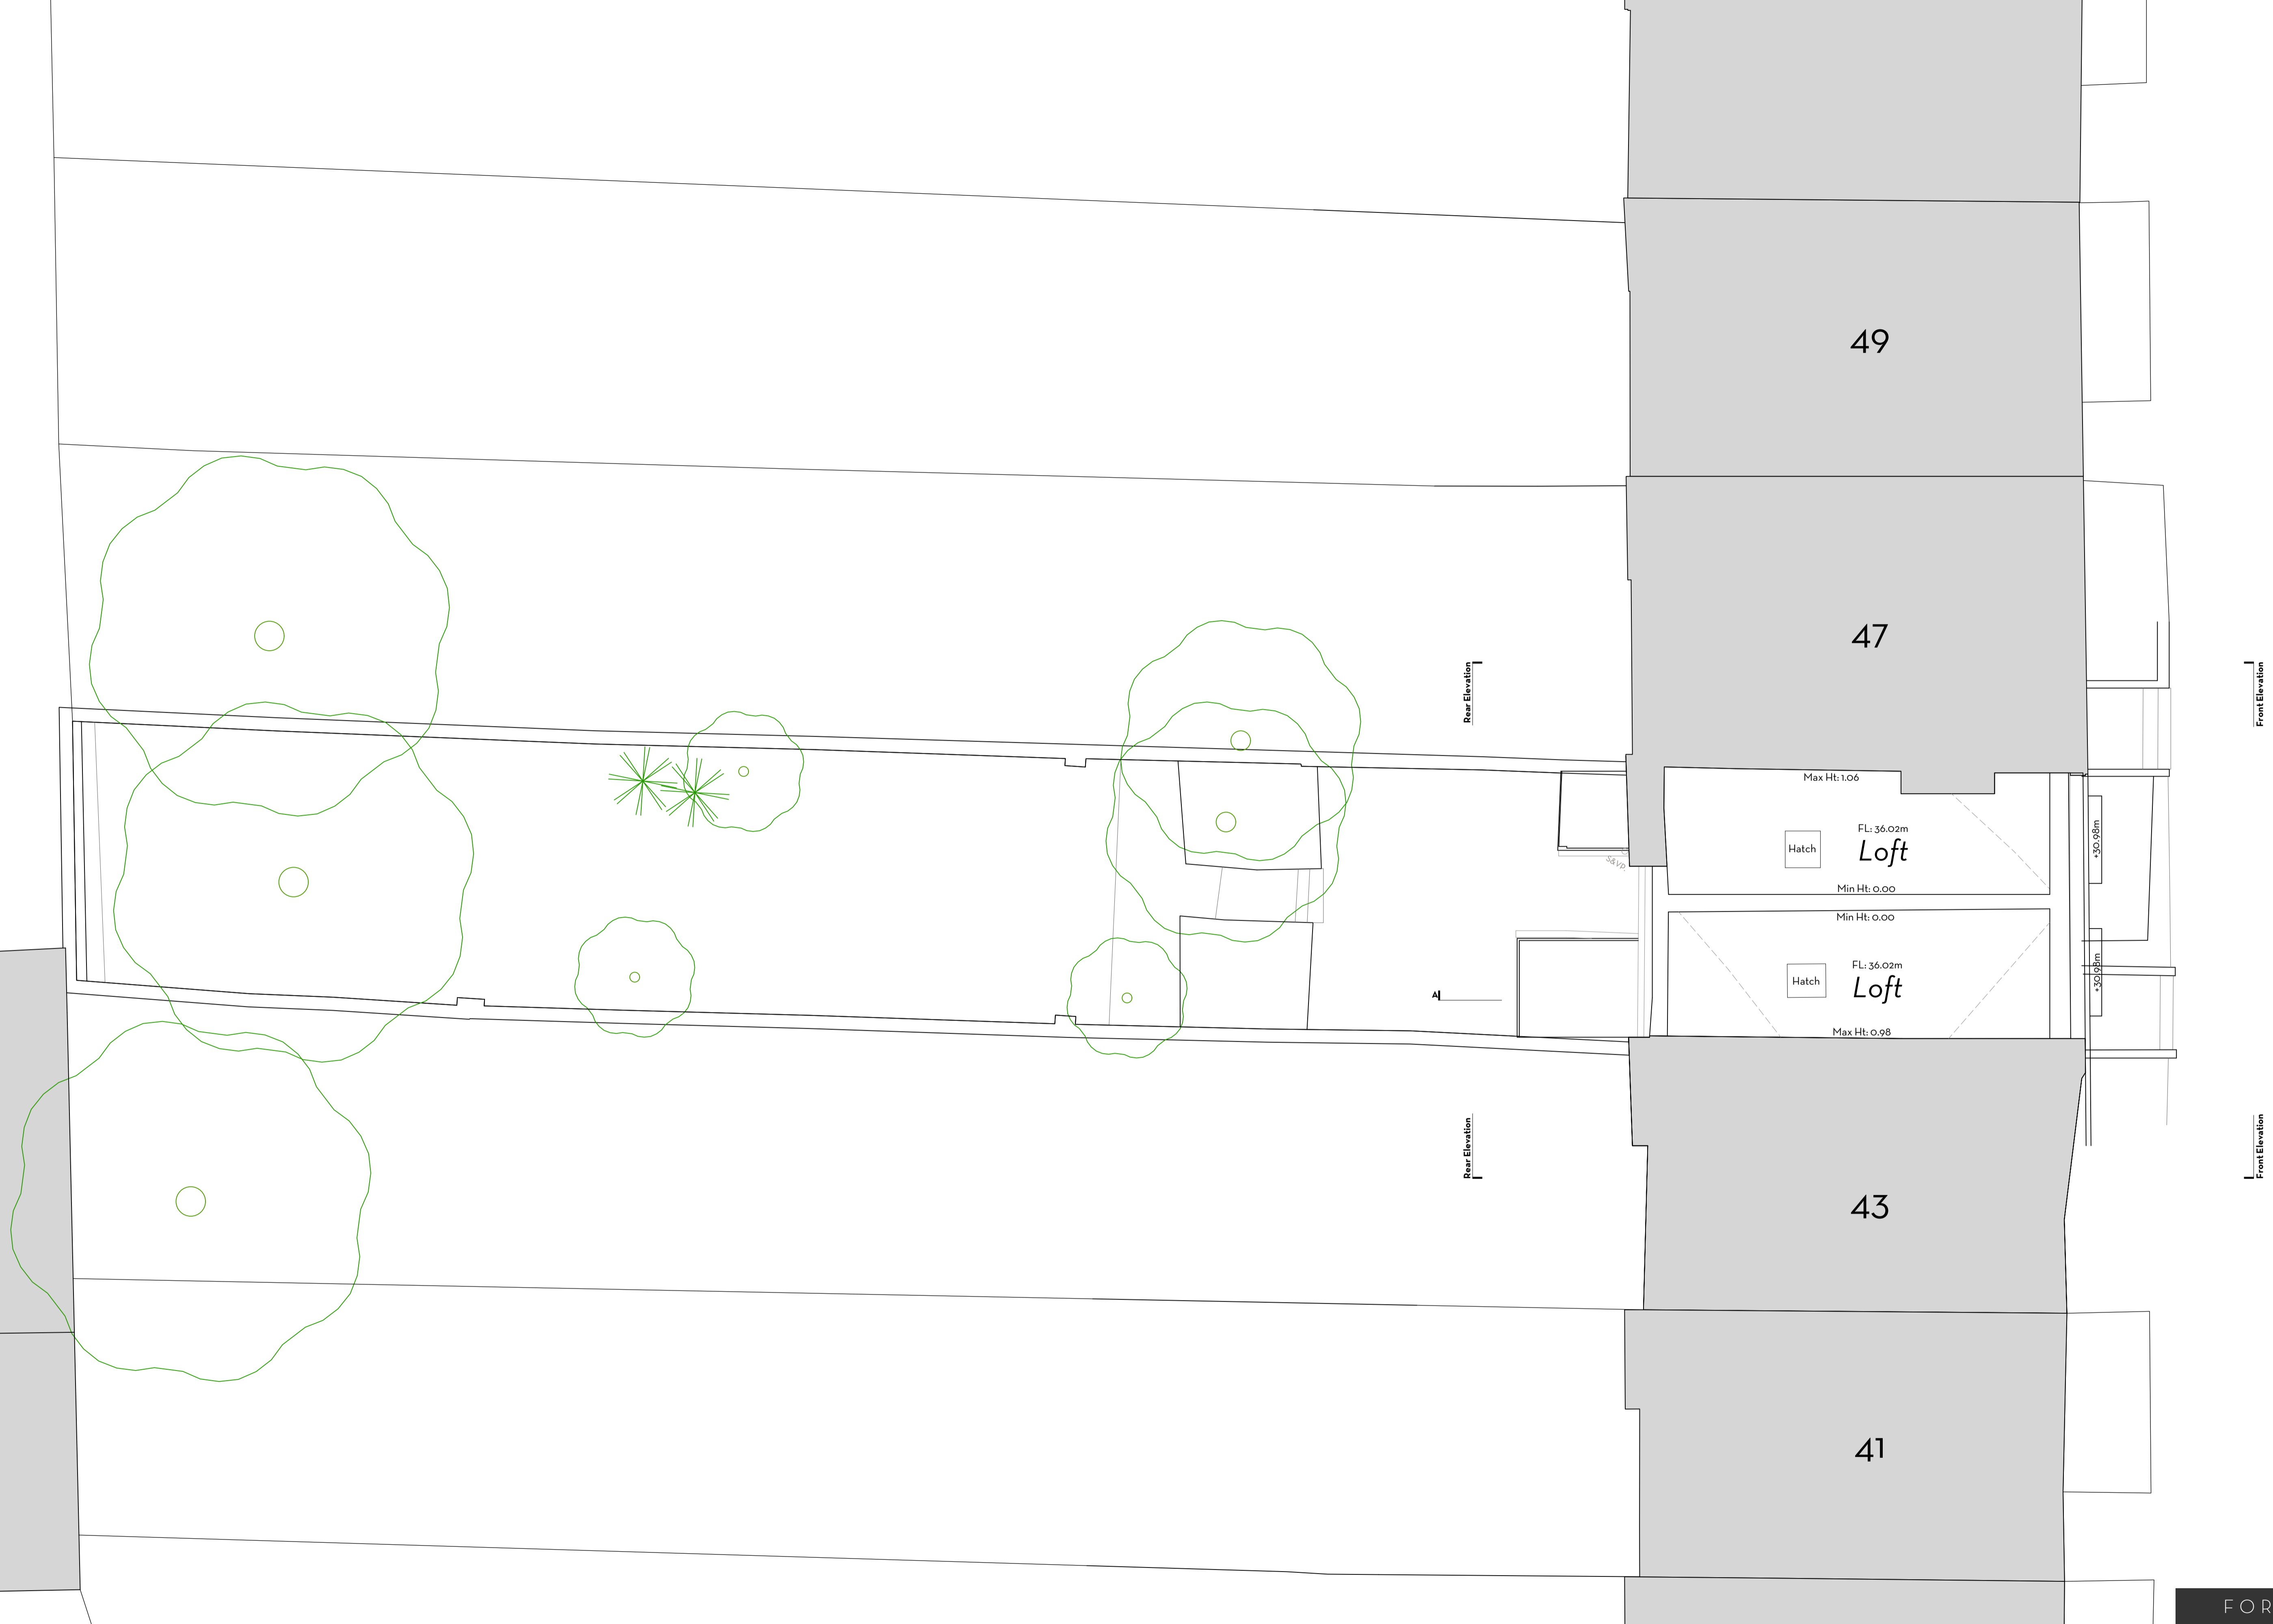 49
47
Rear Elevation
Front Elevation
Max Ht: 1.06
FL: 36.02m
Hatch
Loft
+30.98m
S&VP.
Min Ht: 0.00
Min Ht: 0.00
FL: 36.02m
Hatch
Loft
+30.98m
A
Max Ht: 0.98
Rear Elevation
Front Elevation
43
41
FOR